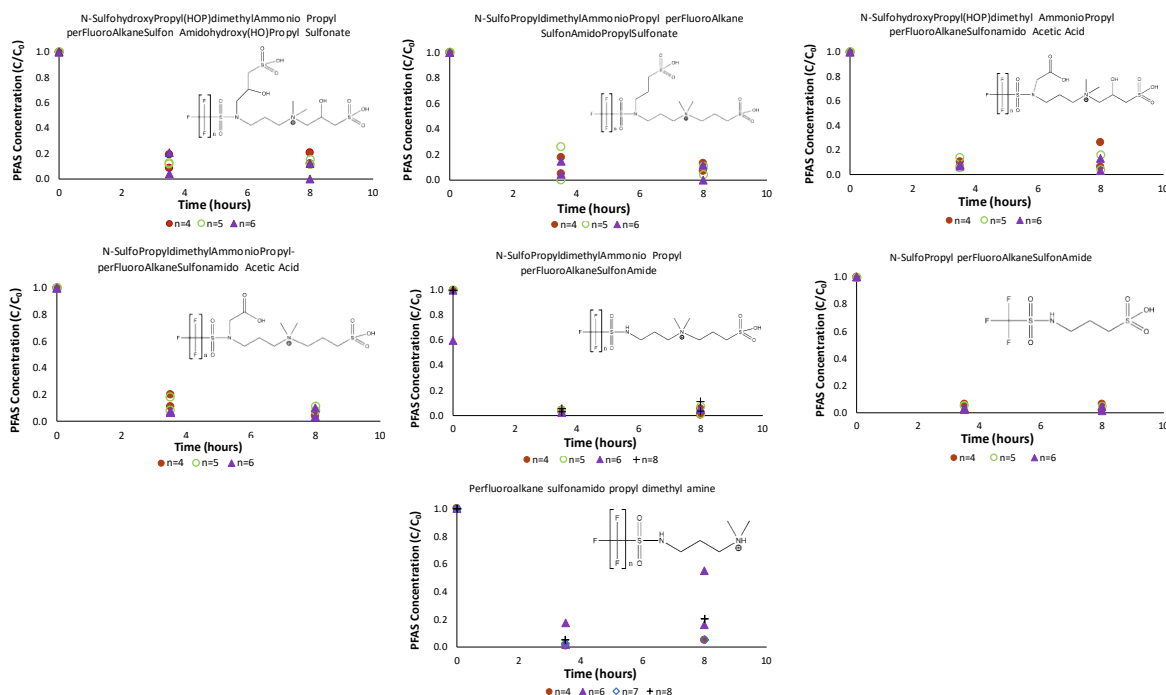 N-SulfohydroxyPropyl(HOP)dimethylAmmonio Propyl
perFluoroAlkaneSulfon Amidohydroxy(HO)Propyl Sulfonate
PFAS Concentration (C/C0)
1.0
0.8
0.6
0.4
0.2
0.0
0 2 4 6 8 10
Time (hours)
n=4 n=5 n=6
N-SulfoPropyldimethylAmmonioPropyl perFluoroAlkane
SulfonAmidoPropylSulfonate
PFAS Concentration (C/C0)
1.0
0.8
0.6
0.4
0.2
0.0
0 2 4 6 8 10
Time (hours)
n=4 n=5 n=6
N-SulfohydroxyPropyl(HOP)dimethyl AmmonioPropyl
perFluoroAlkaneSulfonamido Acetic Acid
PFAS Concentration (C/C0)
1.0
0.8
0.6
0.4
0.2
0.0
0 2 4 6 8 10
Time (hours)
n=4 n=5 n=6
N-SulfoPropyldimethylAmmonioPropyl-
perFluoroAlkaneSulfonamido Acetic Acid
PFAS Concentration (C/C0)
1.0
0.8
0.6
0.4
0.2
0.0
0 2 4 6 8 10
Time (hours)
n=4 n=5 n=6
N-SulfoPropyldimethylAmmonio Propyl
perFluoroAlkaneSulfonAmide
PFAS Concentration (C/C0)
1.0
0.8
0.6
0.4
0.2
0.0
0 2 4 6 8 10
Time (hours)
n=4 n=5 n=6 n=8
N-SulfoPropyl perFluoroAlkaneSulfonAmide
PFAS Concentration (C/C0)
1.0
0.8
0.6
0.4
0.2
0.0
0 2 4 6 8 10
Time (hours)
n=4 n=5 n=6
Perfluoroalkane sulfonamido propyl dimethyl amine
PFAS Concentration (C/C0)
1.0
0.8
0.6
0.4
0.2
0.0
0 2 4 6 8 10
Time (hours)
n=4 n=6 n=7 n=8